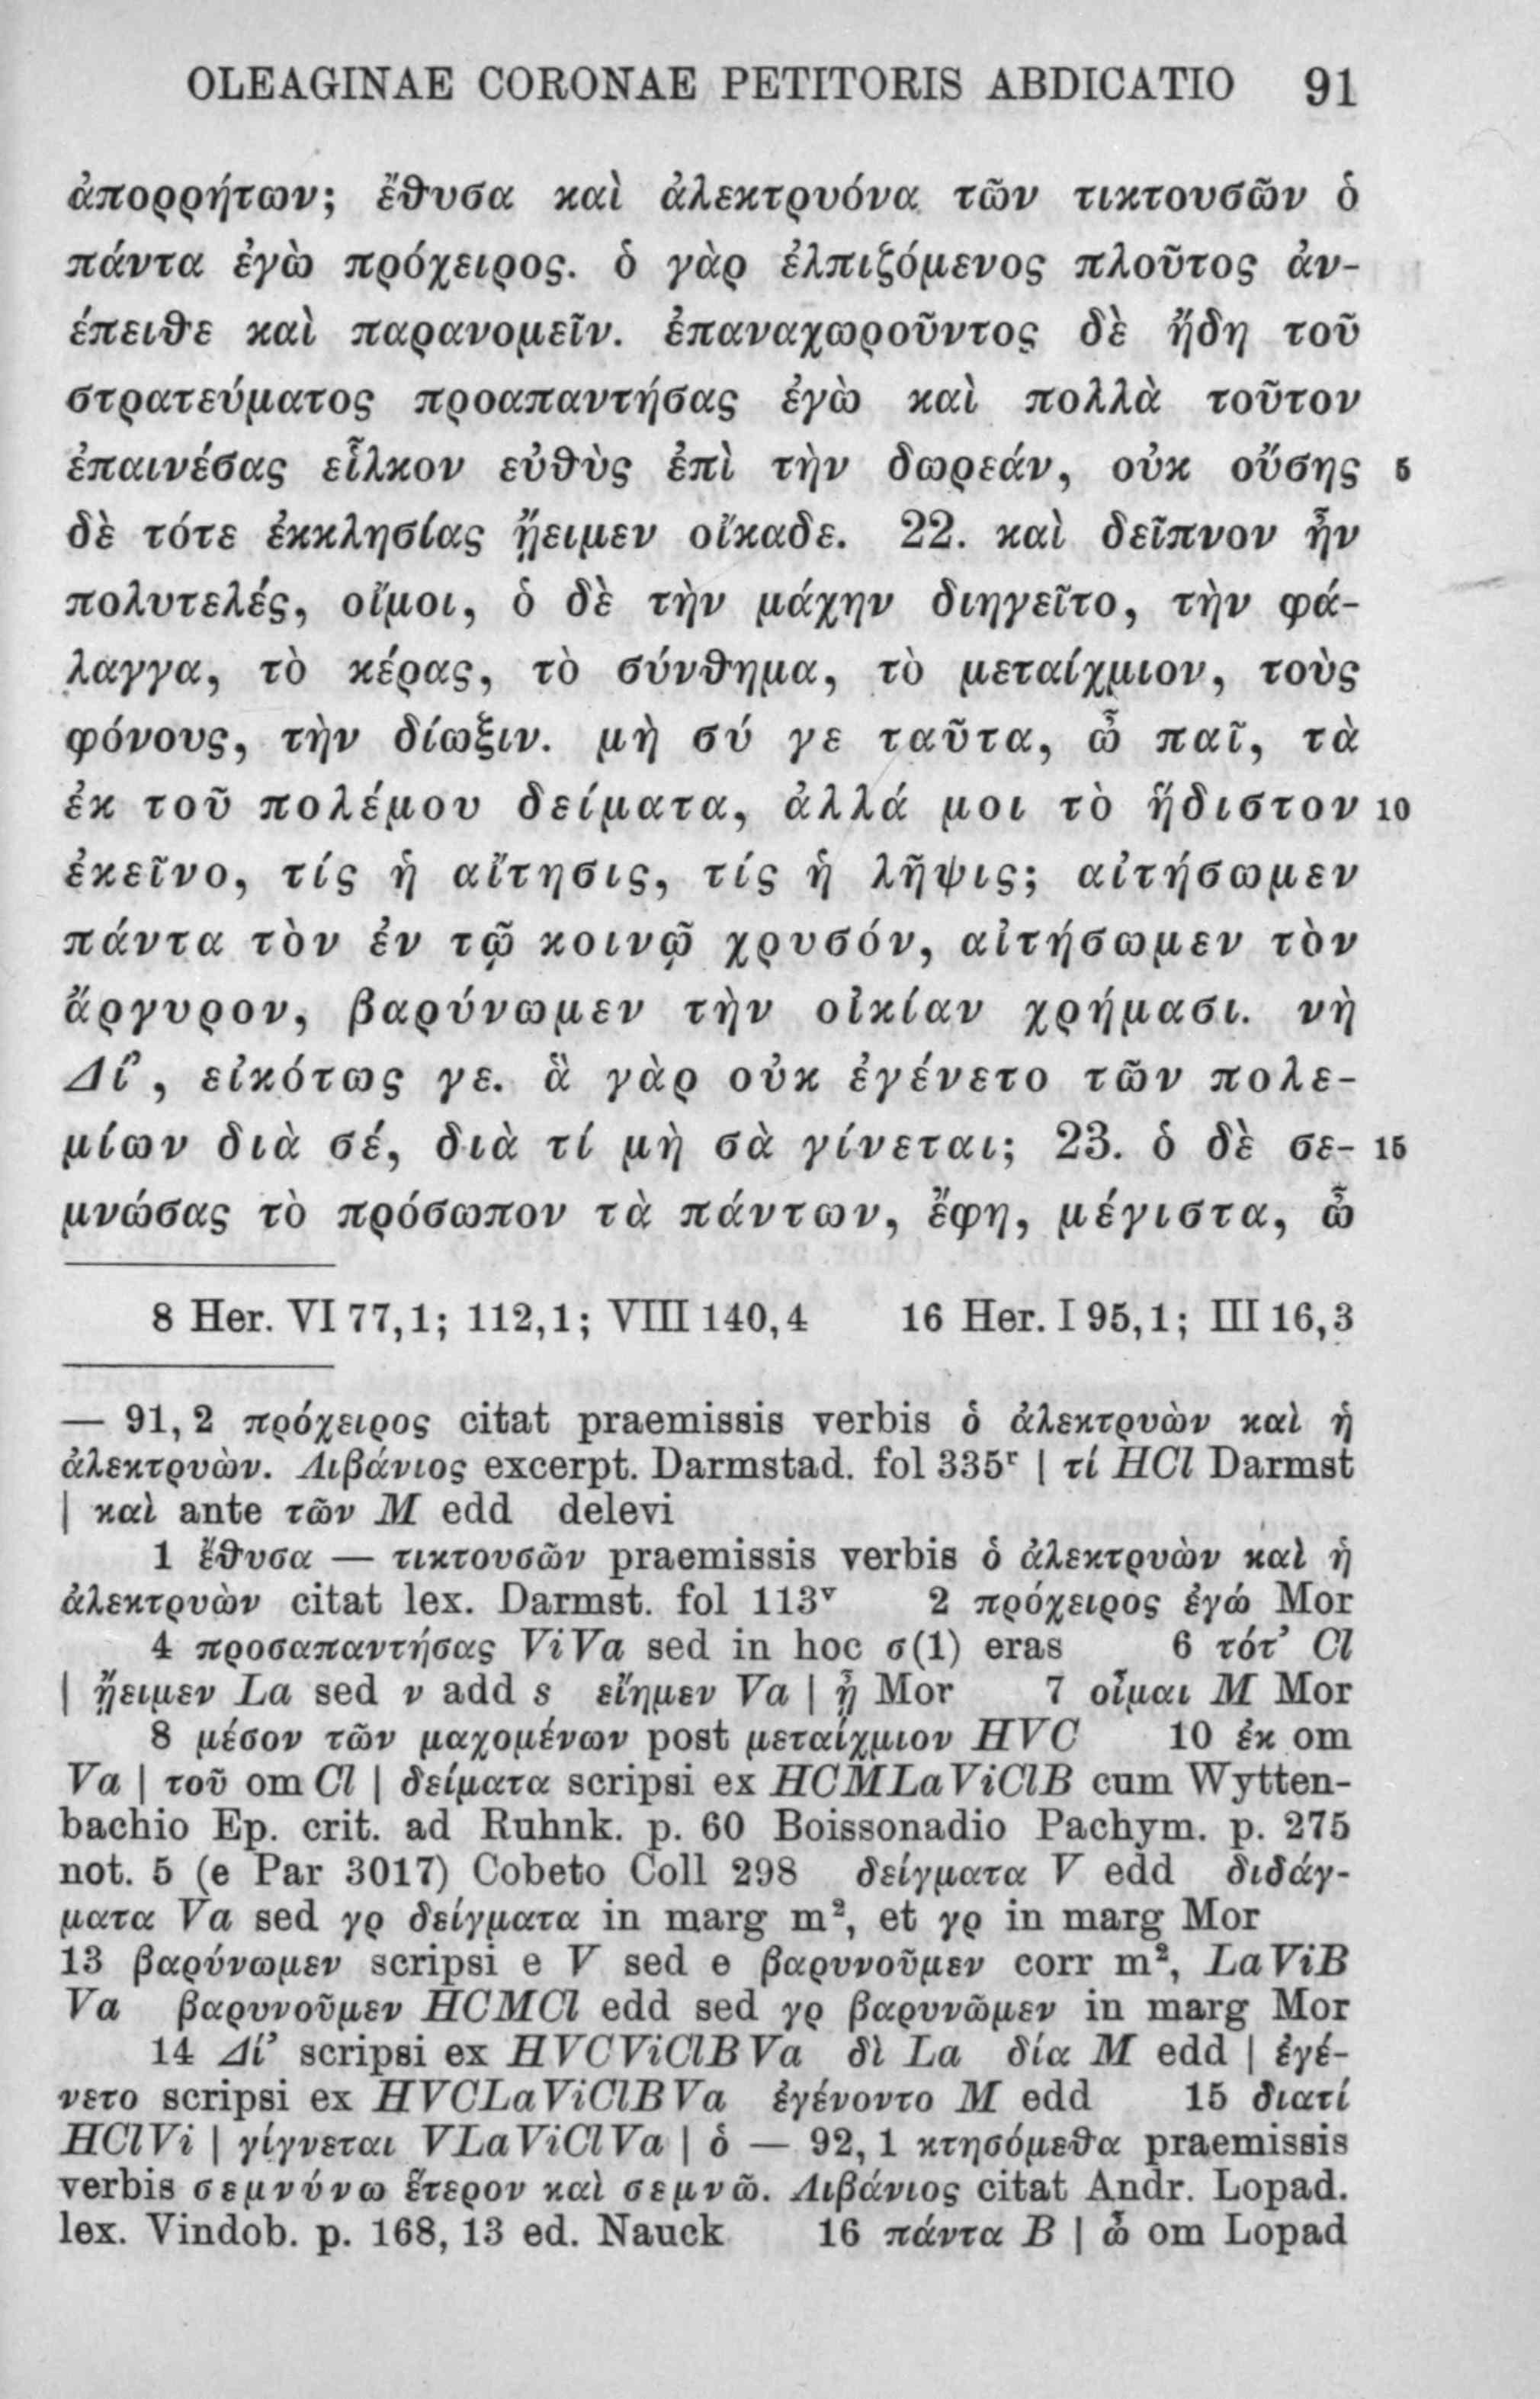 OLEAGINAE CORONAE PETITORIS ABDICATIO 91
ἀπορρήτων; ἔθυσα καὶ ἀλεκτρυόνα τῶν τικτουσῶν ὁ
πάντα ἐγὼ πρόχειρος. ὁ γὰρ ἐλπιζόμενος πλοῦτος ἀν-
έπειθε καὶ παρανομεῖν. ἐπαναχωροῦντος δὲ ἤδη τοῦ
στρατεύματος προαπαντήσας ἐγὼ καὶ πολλὰ τοῦτον
ἐπαινέσας εἷλκον εὐθὺς ἐπὶ τὴν δωρεάν, οὐκ οὔσης 5
δὲ τότε ἐκκλησίας ᾔειμεν οἴκαδε. 22. καὶ δεῖπνον ἦν
πολυτελές, οἴμοι, ὁ δὲ τὴν μάχην διηγεῖτο, τὴν φά-
λαγγα, τὸ κέρας, τὸ σύνθημα, τὸ μεταίχμιον, τοὺς
φόνους, τὴν δίωξιν. μὴ σύ γε ταῦτα, ὦ παῖ, τὰ
ἐκ τοῦ πολέμου δείματα, ἀλλά μοι τὸ ἥδιστον 10
ἐκεῖνο, τίς ἡ αἴτησις, τίς ἡ λῆψις; αἰτήσωμεν
πάντα τὸν ἐν τῷ κοινῷ χρυσόν, αἰτήσωμεν τὸν
ἄργυρον, βαρύνωμεν τὴν οἰκίαν χρήμασι. νὴ
Δί’, εἰκότως γε. ἃ γὰρ οὐκ ἐγένετο τῶν πολε-
μίων διὰ σέ, διὰ τί μὴ σὰ γίνεται; 23. ὁ δὲ σε- 15
μνώσας τὸ πρόσωπον τὰ πάντων, ἔφη, μέγιστα, ὦ
8 Her. VI 77,1; 112,1; VIII 140,4 16 Her. I 95,1; III 16,3
— 91, 2 πρόχειρος citat praemissis verbis ὁ ἀλεκτρυὼν καὶ ἡ
ἀλεκτρυὼν. Λιβάνιος excerpt. Darmstad. fol 335ʳ | τί HCl Darmst
| καὶ ante τῶν M edd delevi
1 ἔθυσα — τικτουσῶν praemissis verbis ὁ ἀλεκτρυὼν καὶ ἡ
ἀλεκτρυὼν citat lex. Darmst. fol 113ᵛ 2 πρόχειρος ἐγώ Mor
4 προσαπαντήσας ViVa sed in hoc σ(1) eras 6 τότ’ Cl
| ᾔειμεν La sed ν add s εἴημεν Va | ᾖ Mor 7 οἶμαι M Mor
8 μέσον τῶν μαχομένων post μεταίχμιον HVC 10 ἐκ om
Va | τοῦ om Cl | δείματα scripsi ex HCMLaViClB cum Wytten-
bachio Ep. crit. ad Ruhnk. p. 60 Boissonadio Pachym. p. 275
not. 5 (e Par 3017) Cobeto Coll 298 δείγματα V edd διδάγ-
ματα Va sed γρ δείγματα in marg m², et γρ in marg Mor
13 βαρύνωμεν scripsi e V sed e βαρυνοῦμεν corr m², LaViB
Va βαρυνοῦμεν HCMCl edd sed γρ βαρυνῶμεν in marg Mor
14 Δί’ scripsi ex HVCViClBVa δὶ La δία M edd | ἐγέ-
νετο scripsi ex HVCLaViClBVa ἐγένοντο M edd 15 διατί
HClVi | γίγνεται VLaViClVa | ὁ — 92, 1 κτησόμεθα praemissis
verbis σεμνύνω ἕτερον καὶ σεμνῶ. Λιβάνιος citat Andr. Lopad.
lex. Vindob. p. 168, 13 ed. Nauck 16 πάντα B | ὦ om Lopad